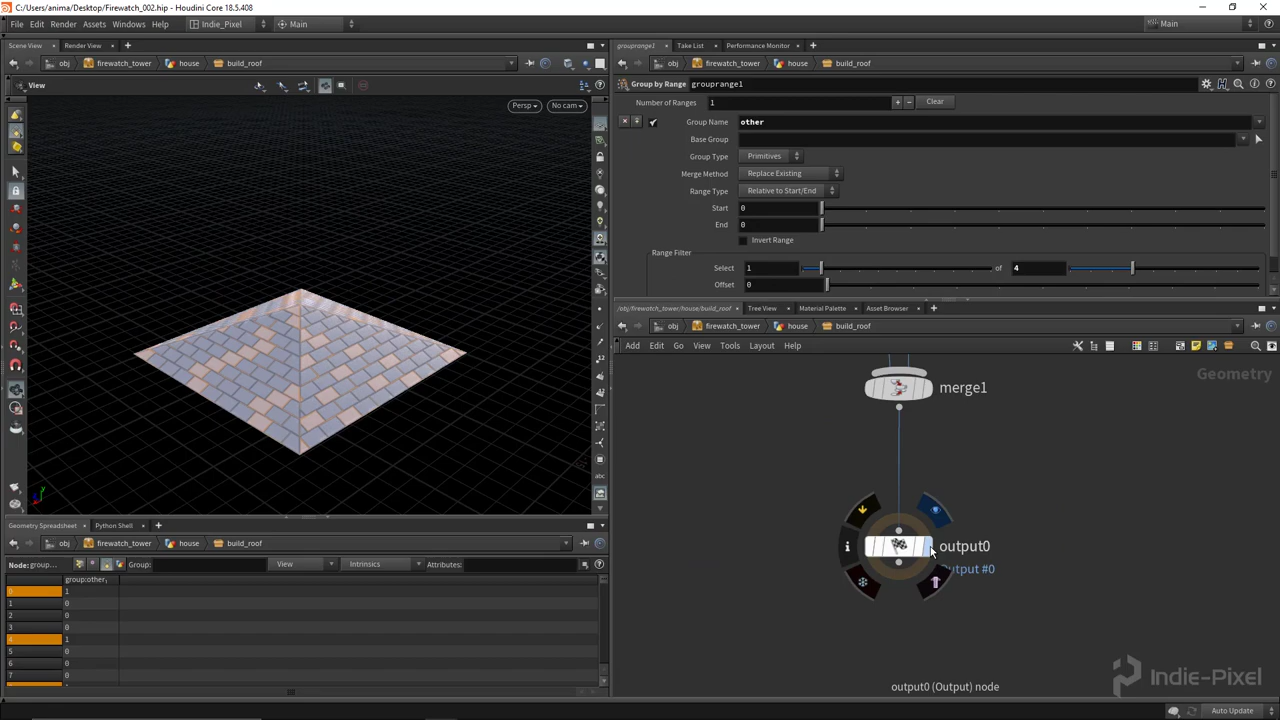 C:/Users/anima/Desktop/Firewatch_002.hip - Houdini Core 18.5.408
File Edit Render Assets Windows Help Indie_Pixel Main Main
Scene View Render View
obj firewatch_tower house build_roof
View
Persp No cam
abc
Geometry Spreadsheet Python Shell
obj firewatch_tower house build_roof
Node: group... Group: View Intrinsics Attributes:
group:other,
0 1
1 0
2 0
3 0
4 1
5 0
6 0
7 0
grouprange1 Take List Performance Monitor
obj firewatch_tower house build_roof
Group by Range grouprange1
Number of Ranges 1 Clear
Group Name other
Base Group
Group Type Primitives
Merge Method Replace Existing
Range Type Relative to Start/End
Start 0
End 0
Invert Range
Range Filter
Select 1 of 4
Offset 0
/obj/firewatch_tower/house/build_roof Tree View Material Palette Asset Browser
obj firewatch_tower house build_roof
Add Edit Go View Tools Layout Help
Geometry
merge1
output0
Output #0
output0 (Output) node
Indie-Pixel
Auto Update